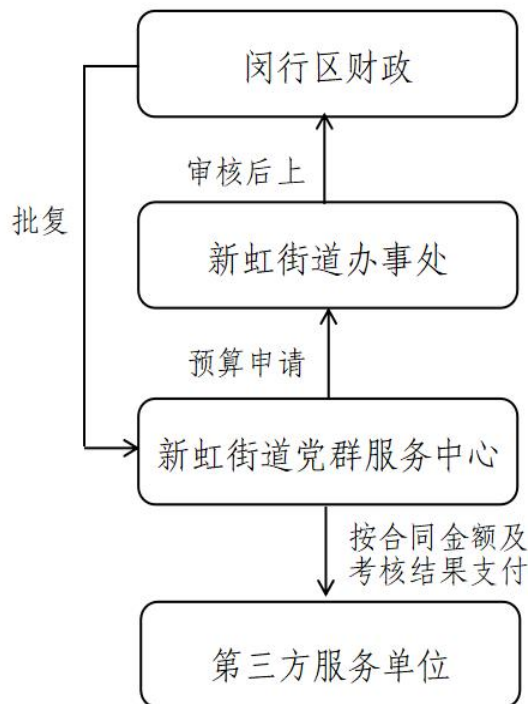 闵行区财政
审核后上
批复
新虹街道办事处
预算申请
新虹街道党群服务中心
按合同金额及
考核结果支付
第三方服务单位